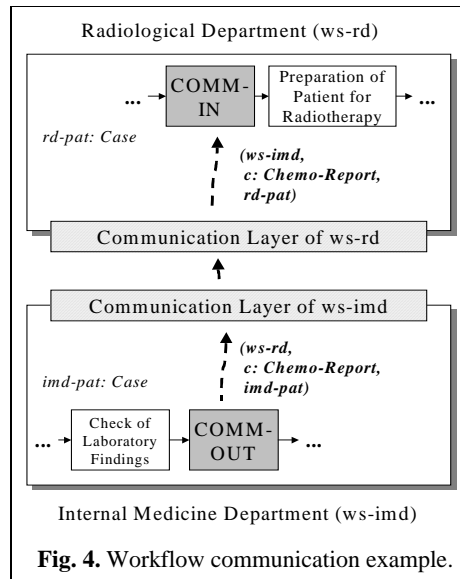 Radiological Department (ws-rd)
... COMM-IN Preparation of Patient for Radiotherapy ...
rd-pat: Case
(ws-imd,
c: Chemo-Report,
rd-pat)
Communication Layer of ws-rd
Communication Layer of ws-imd
(ws-rd,
c: Chemo-Report,
imd-pat)
imd-pat: Case
... Check of Laboratory Findings COMM-OUT ...
Internal Medicine Department (ws-imd)
Fig. 4. Workflow communication example.